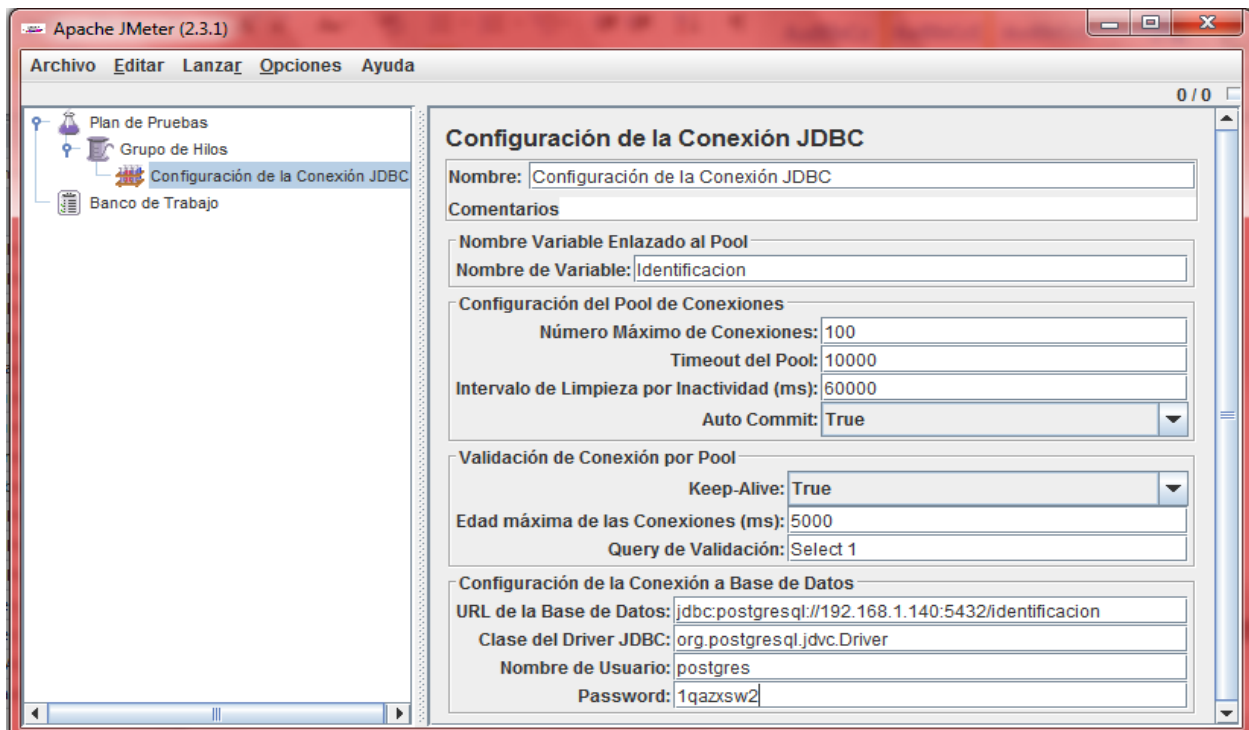 Apache JMeter (2.3.1)
Archivo Editar Lanzar Opciones Ayuda
0 / 0
Plan de Pruebas
Grupo de Hilos
Configuración de la Conexión JDBC
Banco de Trabajo
Configuración de la Conexión JDBC
Nombre: Configuración de la Conexión JDBC
Comentarios
Nombre Variable Enlazado al Pool
Nombre de Variable: Identificacion
Configuración del Pool de Conexiones
Número Máximo de Conexiones: 100
Timeout del Pool: 10000
Intervalo de Limpieza por Inactividad (ms): 60000
Auto Commit: True
Validación de Conexión por Pool
Keep-Alive: True
Edad máxima de las Conexiones (ms): 5000
Query de Validación: Select 1
Configuración de la Conexión a Base de Datos
URL de la Base de Datos: jdbc:postgresql://192.168.1.140:5432/identificacion
Clase del Driver JDBC: org.postgresql.jdvc.Driver
Nombre de Usuario: postgres
Password: 1qazxsw2